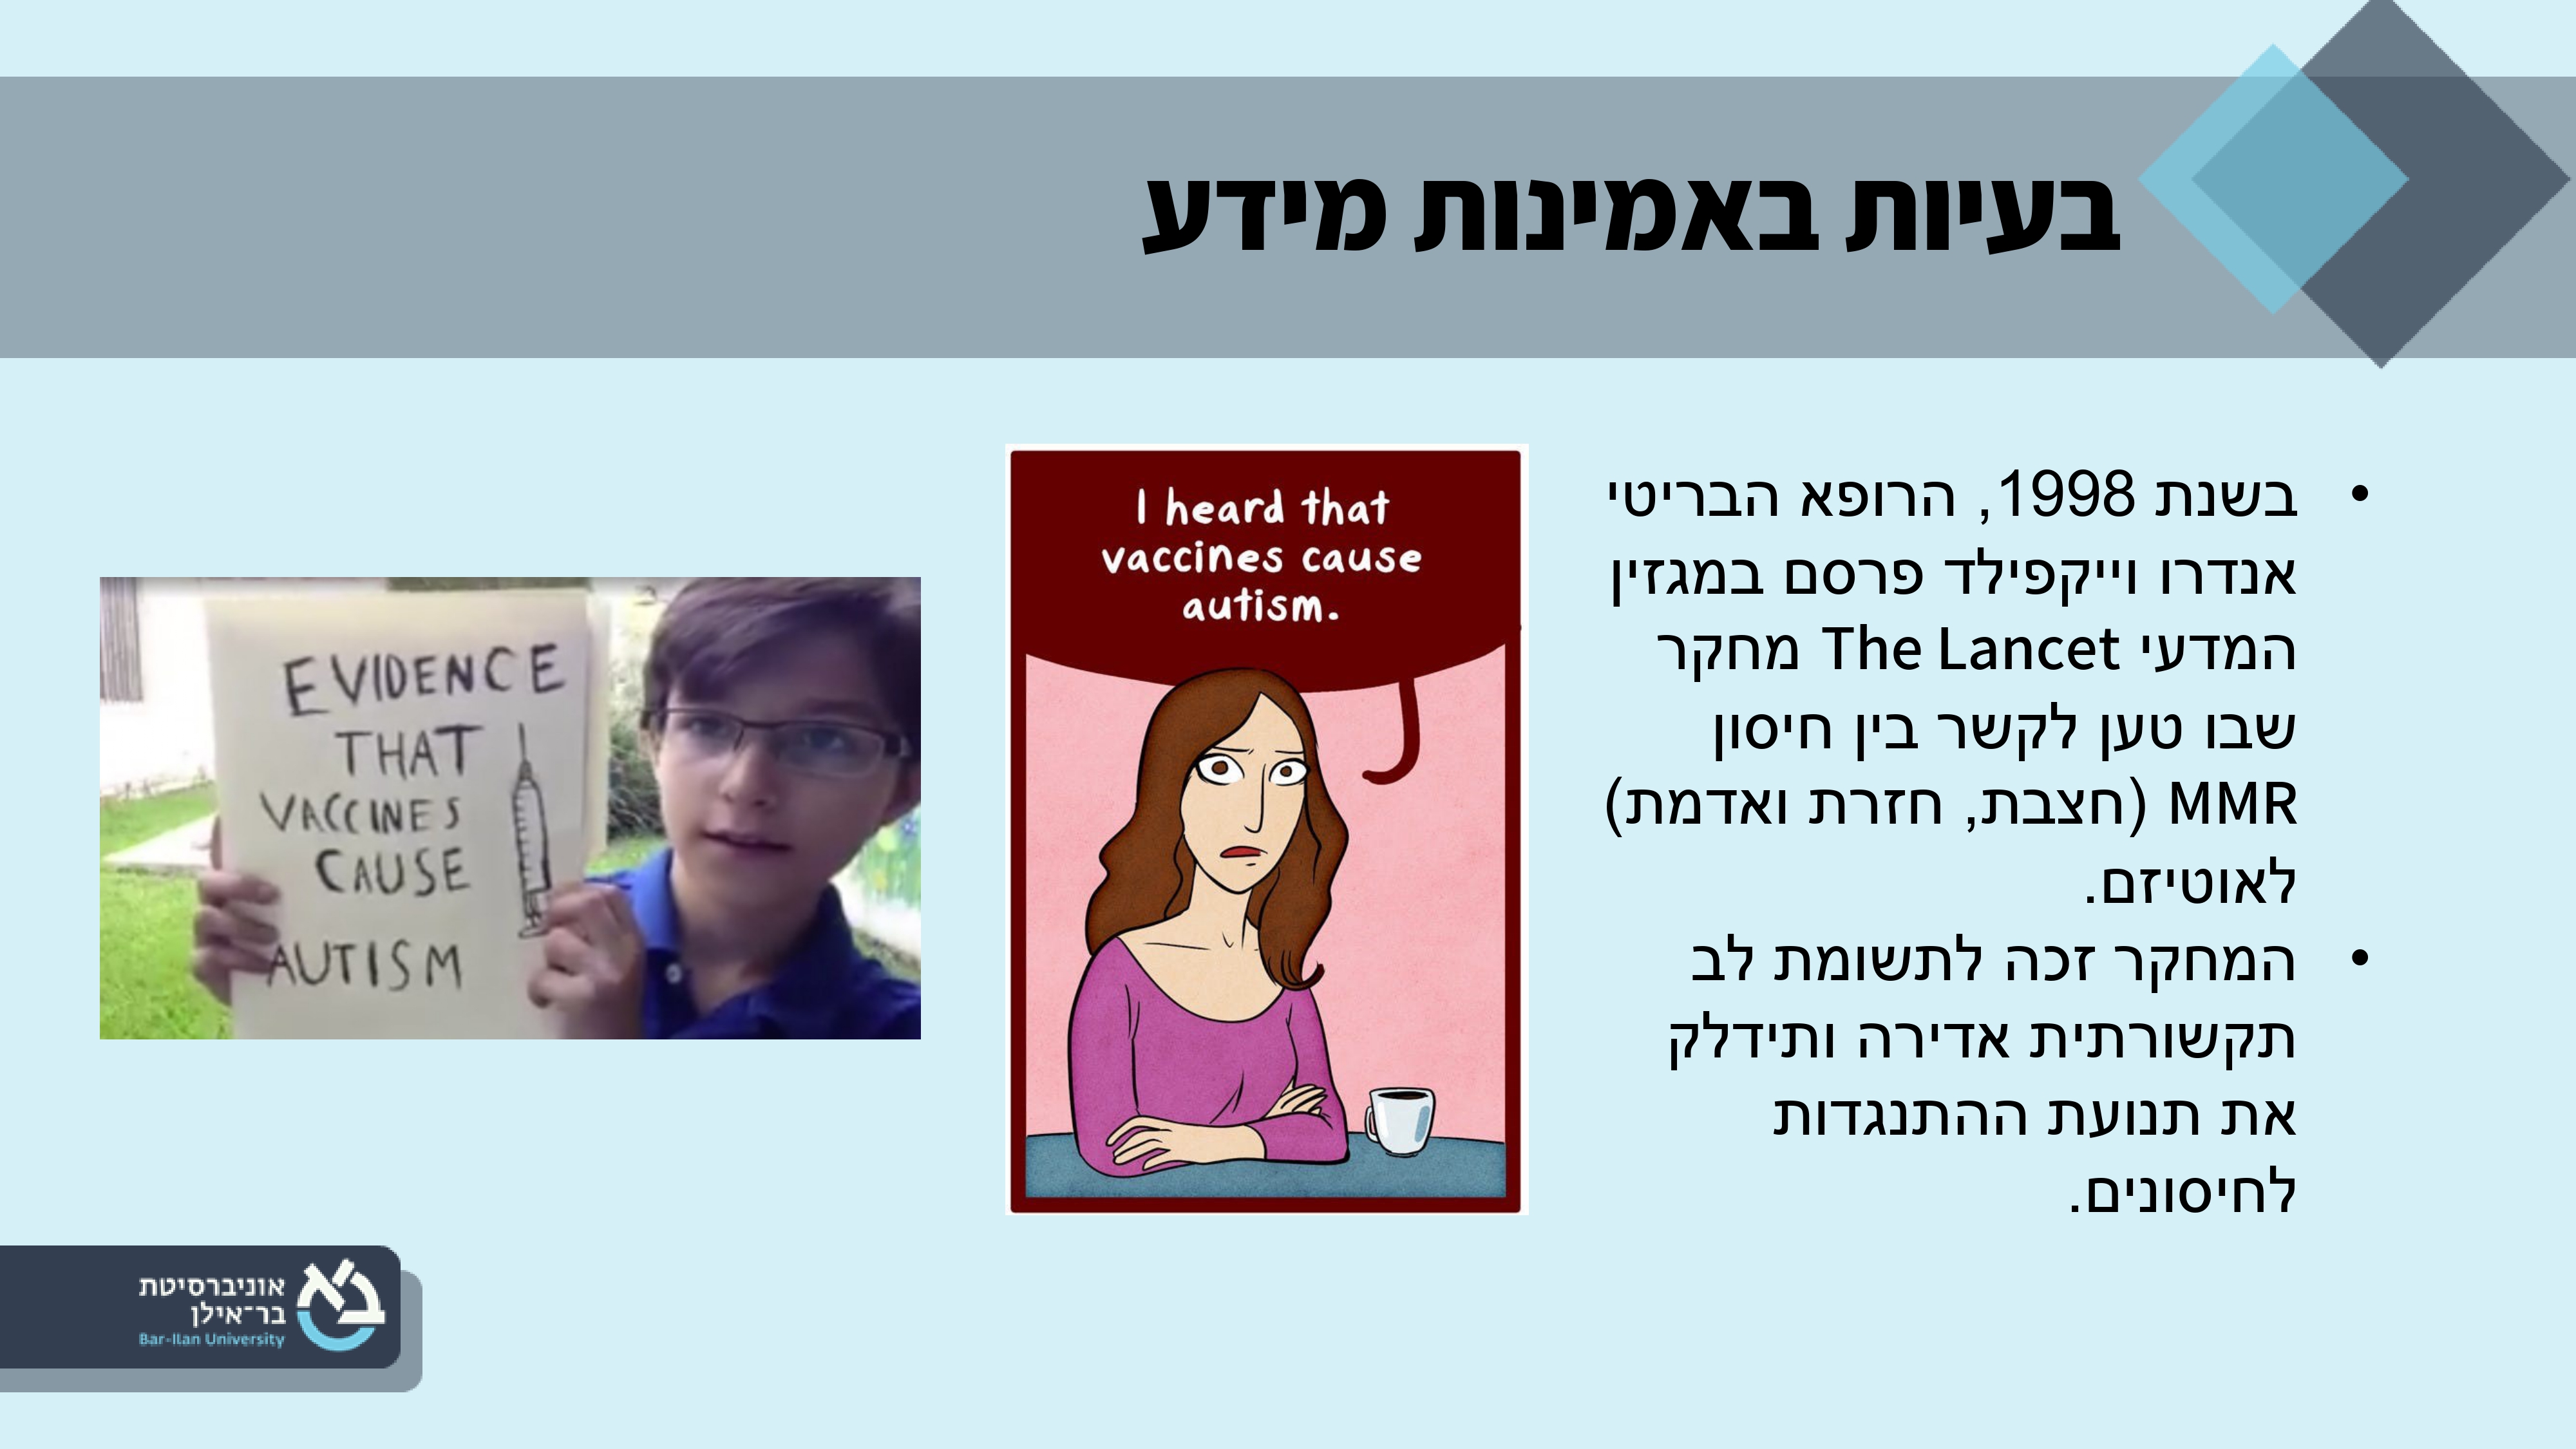 בעיות באמינות מידע
• בשנת 1998, הרופא הבריטי
אנדרו וייקפילד פרסם במגזין
המדעי The Lancet מחקר
שבו טען לקשר בין חיסון
MMR (חצבת, חזרת ואדמת)
לאוטיזם.
• המחקר זכה לתשומת לב
תקשורתית אדירה ותידלק
את תנועת ההתנגדות
לחיסונים.
I heard that
vaccines cause
autism.
EVIDENCE
THAT
VACCINES
CAUSE
AUTISM
אוניברסיטת
בר־אילן
Bar-Ilan University